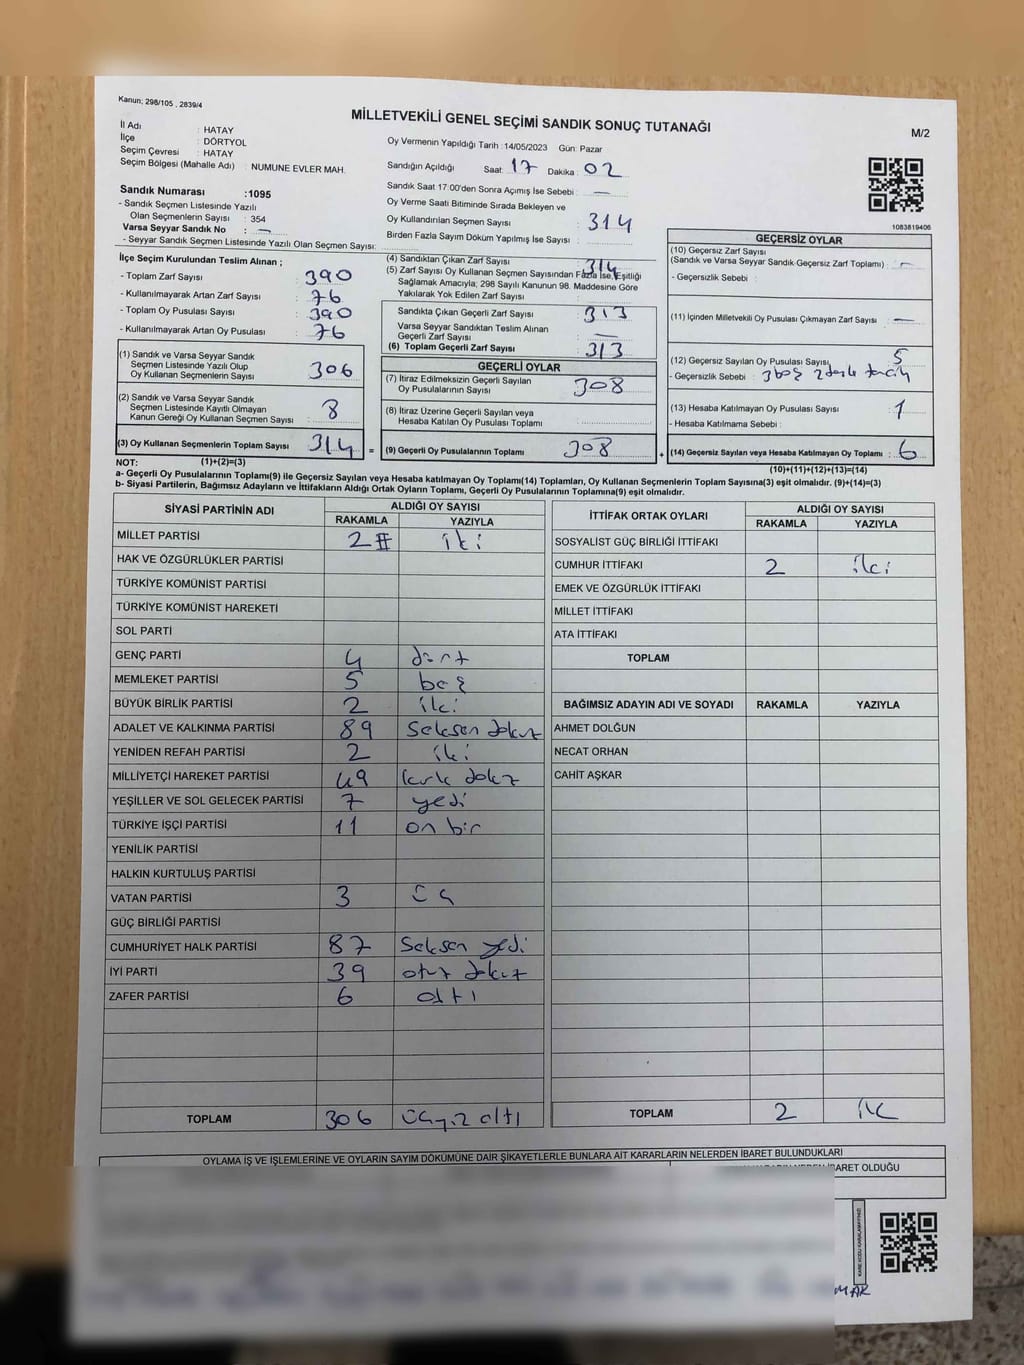 Kanun; 298/105 , 2839/4
MİLLETVEKİLİ GENEL SEÇİMİ SANDIK SONUÇ TUTANAĞI
M/2
İl Adı : HATAY
İlçe : DÖRTYOL
Seçim Çevresi : HATAY
Seçim Bölgesi (Mahalle Adı) : NUMUNE EVLER MAH.
Oy Vermenin Yapıldığı Tarih : 14/05/2023 Gün: Pazar
Sandığın Açıldığı Saat: 17 Dakika : 02
Sandık Saat 17:00'den Sonra Açımış İse Sebebi : —
Oy Verme Saati Bitiminde Sırada Bekleyen ve
Oy Kullandırılan Seçmen Sayısı : 314
Birden Fazla Sayım Döküm Yapılmış İse Sayısı :
Sandık Numarası :1095
- Sandık Seçmen Listesinde Yazılı
Olan Seçmenlerin Sayısı : 354
Varsa Seyyar Sandık No : —
- Seyyar Sandık Seçmen Listesinde Yazılı Olan Seçmen Sayısı:
1083819406
İlçe Seçim Kurulundan Teslim Alınan ;
- Toplam Zarf Sayısı : 390
- Kullanılmayarak Artan Zarf Sayısı : 76
- Toplam Oy Pusulası Sayısı : 390
- Kullanılmayarak Artan Oy Pusulası : 76
(1) Sandık ve Varsa Seyyar Sandık
Seçmen Listesinde Yazılı Olup
Oy Kullanan Seçmenlerin Sayısı : 306
(2) Sandık ve Varsa Seyyar Sandık
Seçmen Listesinde Kayıtlı Olmayan
Kanun Gereği Oy Kullanan Seçmen Sayısı : 8
(3) Oy Kullanan Seçmenlerin Toplam Sayısı : 314 =
(1)+(2)=(3)
(4) Sandıktan Çıkan Zarf Sayısı : 314
(5) Zarf Sayısı Oy Kullanan Seçmen Sayısından Fazla İse, Eşitliği
Sağlamak Amacıyla; 298 Sayılı Kanunun 98. Maddesine Göre
Yakılarak Yok Edilen Zarf Sayısı :
Sandıkta Çıkan Geçerli Zarf Sayısı : 313
Varsa Seyyar Sandıktan Teslim Alınan
Geçerli Zarf Sayısı : —
(6) Toplam Geçerli Zarf Sayısı : 313
GEÇERLİ OYLAR
(7) İtiraz Edilmeksizin Geçerli Sayılan
Oy Pusulalarının Sayısı : 308
(8) İtiraz Üzerine Geçerli Sayılan veya
Hesaba Katılan Oy Pusulası Toplamı :
(9) Geçerli Oy Pusulalarının Toplamı : 308 +
GEÇERSİZ OYLAR
(10) Geçersiz Zarf Sayısı
(Sandık ve Varsa Seyyar Sandık Geçersiz Zarf Toplamı) : —
- Geçersizlik Sebebi :
(11) İçinden Milletvekili Oy Pusulası Çıkmayan Zarf Sayısı : —
(12) Geçersiz Sayılan Oy Pusulası Sayısı : 5
- Geçersizlik Sebebi : 3 boş 2
(13) Hesaba Katılmayan Oy Pusulası Sayısı : 1
- Hesaba Katılmama Sebebi :
(14) Geçersiz Sayılan veya Hesaba Katılmayan Oy Toplamı : 6
(10)+(11)+(12)+(13)=(14)
NOT:
a- Geçerli Oy Pusulalarının Toplamı(9) ile Geçersiz Sayılan veya Hesaba katılmayan Oy Toplamı(14) Toplamları, Oy Kullanan Seçmenlerin Toplam Sayısına(3) eşit olmalıdır. (9)+(14)=(3)
b- Siyasi Partilerin, Bağımsız Adayların ve İttifakların Aldığı Ortak Oyların Toplamı, Geçerli Oy Pusulalarının Toplamına(9) eşit olmalıdır.
SİYASİ PARTİNİN ADI ALDIĞI OY SAYISI
RAKAMLA YAZIYLA
MİLLET PARTİSİ 2 iki
HAK VE ÖZGÜRLÜKLER PARTİSİ
TÜRKİYE KOMÜNİST PARTİSİ
TÜRKİYE KOMÜNİST HAREKETİ
SOL PARTİ
GENÇ PARTİ 4 dört
MEMLEKET PARTİSİ 5 beş
BÜYÜK BİRLİK PARTİSİ 2 iki
ADALET VE KALKINMA PARTİSİ 89 seksen dokuz
YENİDEN REFAH PARTİSİ 2 iki
MİLLİYETÇİ HAREKET PARTİSİ 49 kırk dokuz
YEŞİLLER VE SOL GELECEK PARTİSİ 7 yedi
TÜRKİYE İŞÇİ PARTİSİ 11 on bir
YENİLİK PARTİSİ
HALKIN KURTULUŞ PARTİSİ
VATAN PARTİSİ 3 üç
GÜÇ BİRLİĞİ PARTİSİ
CUMHURİYET HALK PARTİSİ 87 seksen yedi
İYİ PARTİ 39 otuz dokuz
ZAFER PARTİSİ 6 altı
TOPLAM 306 üçyüz altı
İTTİFAK ORTAK OYLARI ALDIĞI OY SAYISI
RAKAMLA YAZIYLA
SOSYALİST GÜÇ BİRLİĞİ İTTİFAKI
CUMHUR İTTİFAKI 2 iki
EMEK VE ÖZGÜRLÜK İTTİFAKI
MİLLET İTTİFAKI
ATA İTTİFAKI
TOPLAM
BAĞIMSIZ ADAYIN ADI VE SOYADI RAKAMLA YAZIYLA
AHMET DOLĞUN
NECAT ORHAN
CAHİT AŞKAR
TOPLAM 2 iki
OYLAMA İŞ VE İŞLEMLERİNE VE OYLARIN SAYIM DÖKÜMÜNE DAİR ŞİKAYETLERLE BUNLARA AİT KARARLARIN NELERDEN İBARET BULUNDUKLARI
NEDEN İBARET OLDUĞU